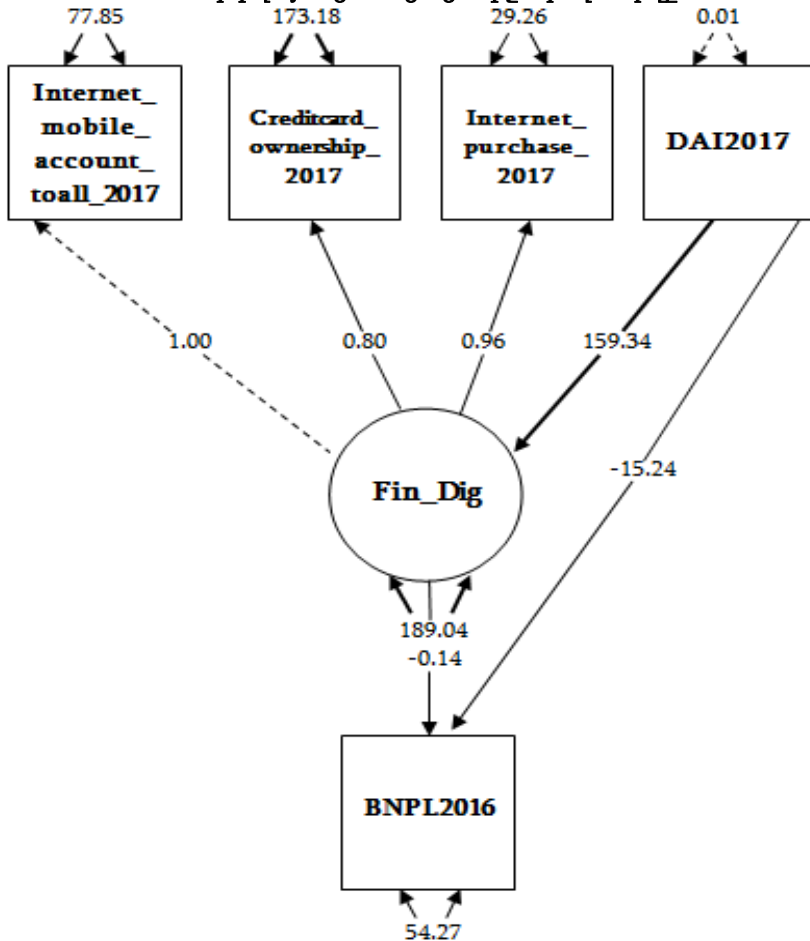 77.85
173.18
29.26
0.01
Internet_
mobile_
account_
toall_2017
Creditcard_
ownership_
2017
Internet_
purchase_
2017
DAI2017
1.00
0.80
0.96
159.34
-15.24
Fin_Dig
189.04
-0.14
BNPL2016
54.27